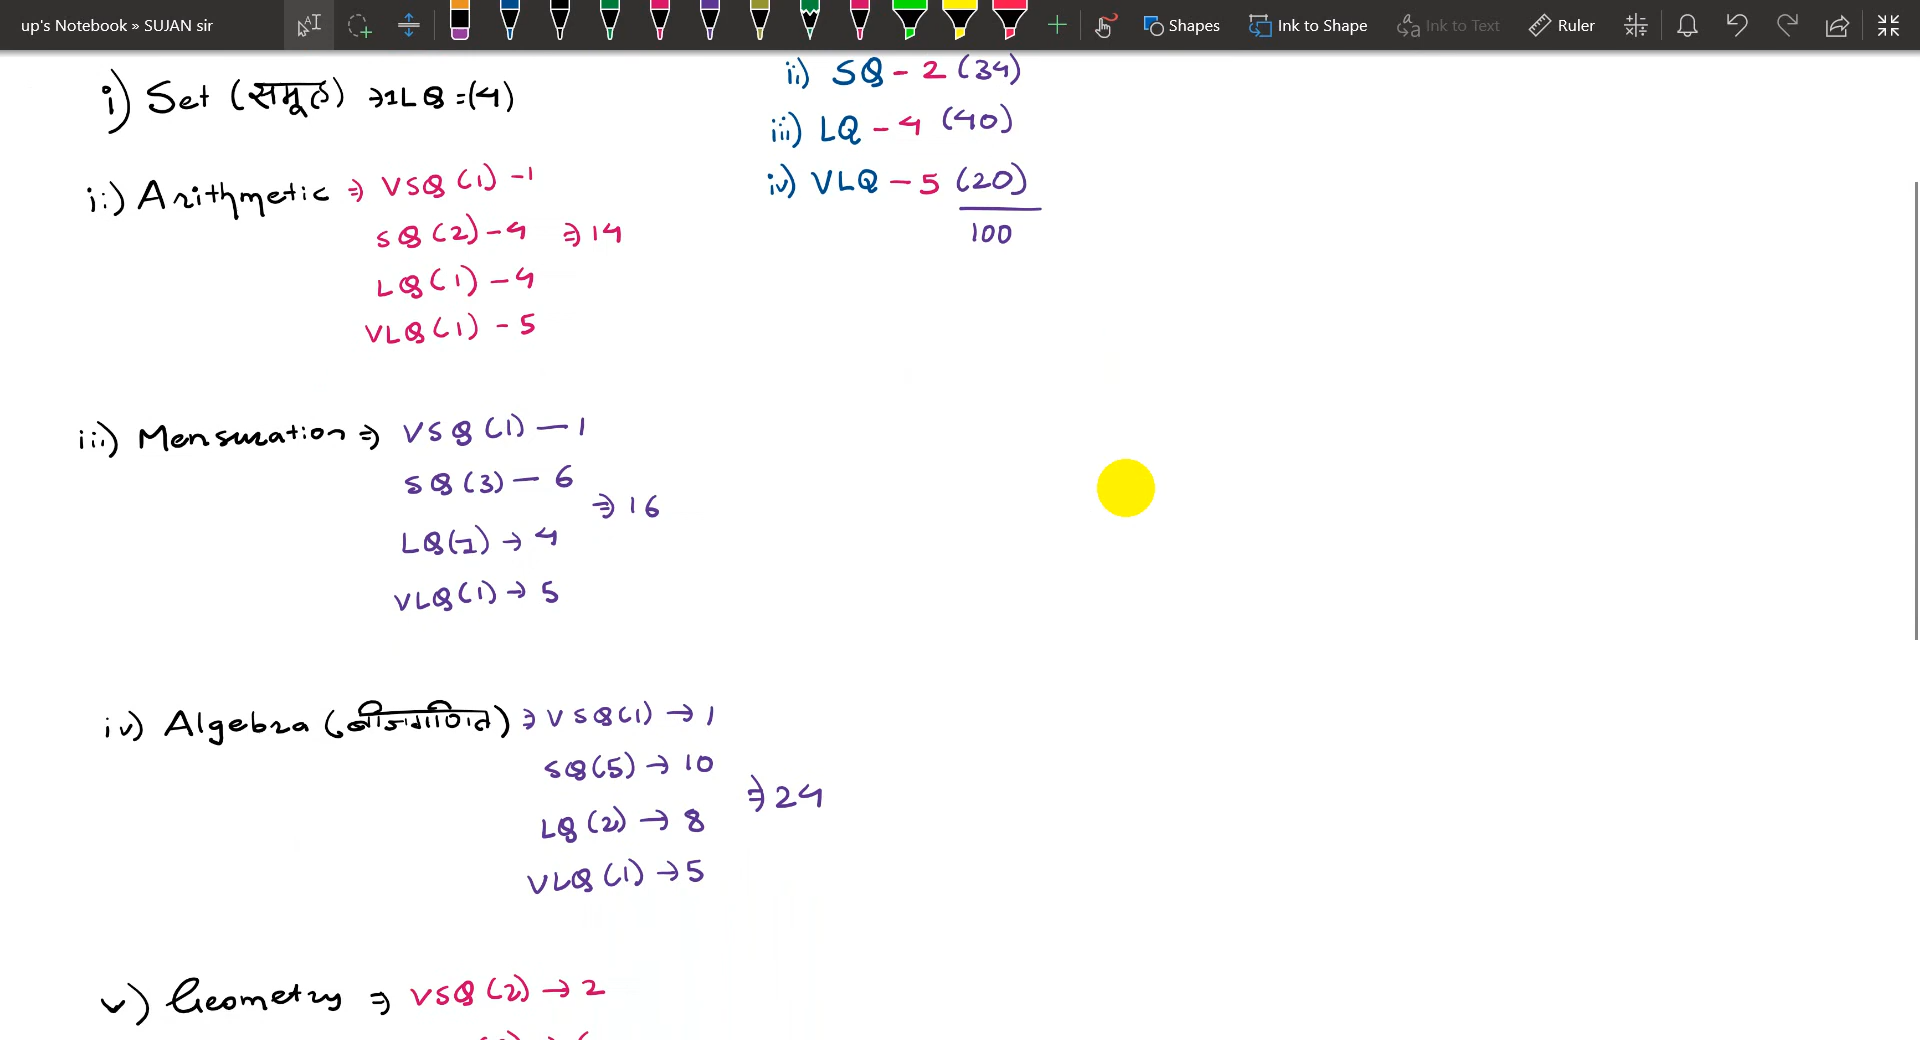 up's Notebook » SUJAN sir
Shapes
Ink to Shape
Ink to Text
Ruler
i) Set (समूह) ⇒ 1LQ = (4)
ii) Arithmetic ⇒ VSQ (1) - 1
SQ (2) - 4 ⇒ 14
LQ (1) - 4
VLQ (1) - 5
iii) Mensuration ⇒ VSQ (1) — 1
SQ (3) — 6
⇒ 16
LQ (1) → 4
VLQ (1) → 5
iv) Algebra (बीजगणित) ⇒ VSQ (1) → 1
SQ (5) → 10
⇒ 24
LQ (2) → 8
VLQ (1) → 5
v) Geometry ⇒ VSQ (2) → 2
ii) SQ - 2 (34)
iii) LQ - 4 (40)
iv) VLQ - 5 (20)
100